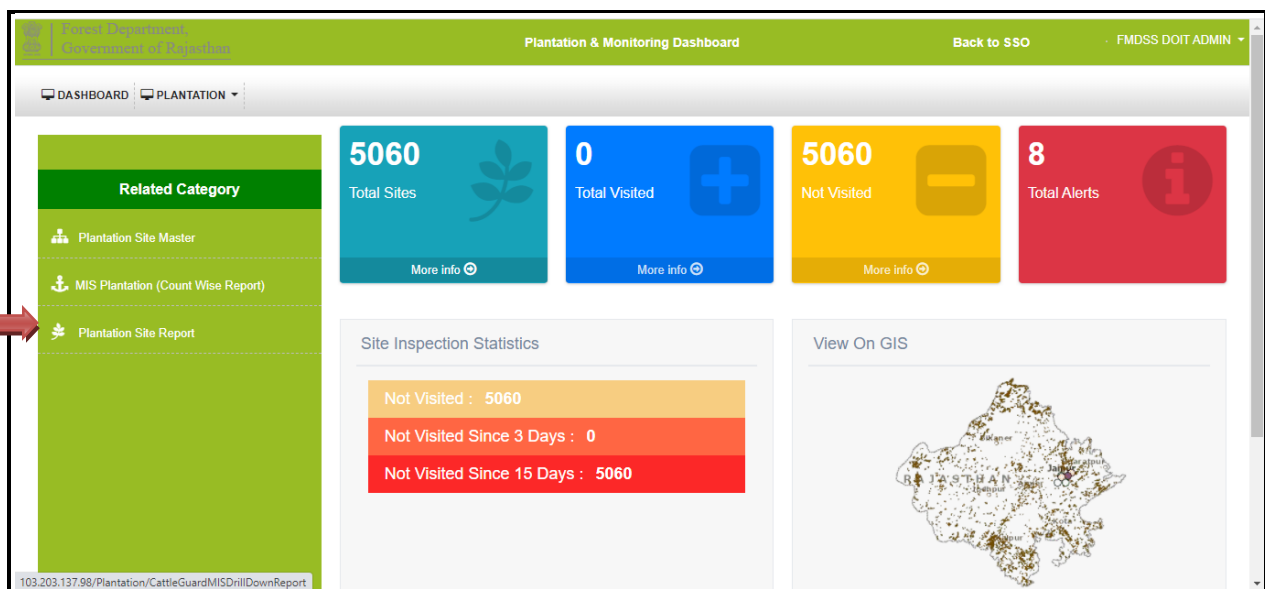 Forest Department,
Government of Rajasthan
Plantation & Monitoring Dashboard
Back to SSO
FMDSS DOIT ADMIN
DASHBOARD
PLANTATION
Related Category
Plantation Site Master
MIS Plantation (Count Wise Report)
Plantation Site Report
5060
Total Sites
More info
0
Total Visited
More info
5060
Not Visited
More info
8
Total Alerts
Site Inspection Statistics
Not Visited : 5060
Not Visited Since 3 Days : 0
Not Visited Since 15 Days : 5060
View On GIS
Bikaner
Jaipur
RAJASTHAN
Kota
103.203.137.98/Plantation/CattleGuardMISDrillDownReport